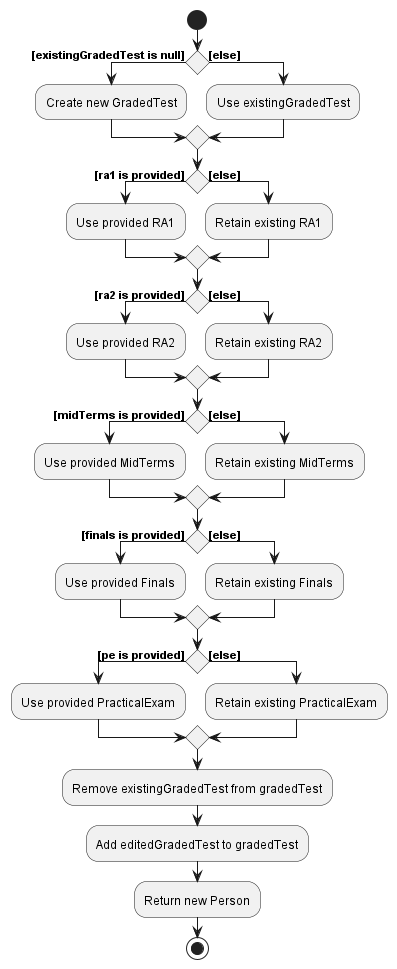 [existingGradedTest is null]
[else]
Create new GradedTest
Use existingGradedTest
[ra1 is provided]
[else]
Use provided RA1
Retain existing RA1
[ra2 is provided]
[else]
Use provided RA2
Retain existing RA2
[midTerms is provided]
[else]
Use provided MidTerms
Retain existing MidTerms
[finals is provided]
[else]
Use provided Finals
Retain existing Finals
[pe is provided]
[else]
Use provided PracticalExam
Retain existing PracticalExam
Remove existingGradedTest from gradedTest
Add editedGradedTest to gradedTest
Return new Person